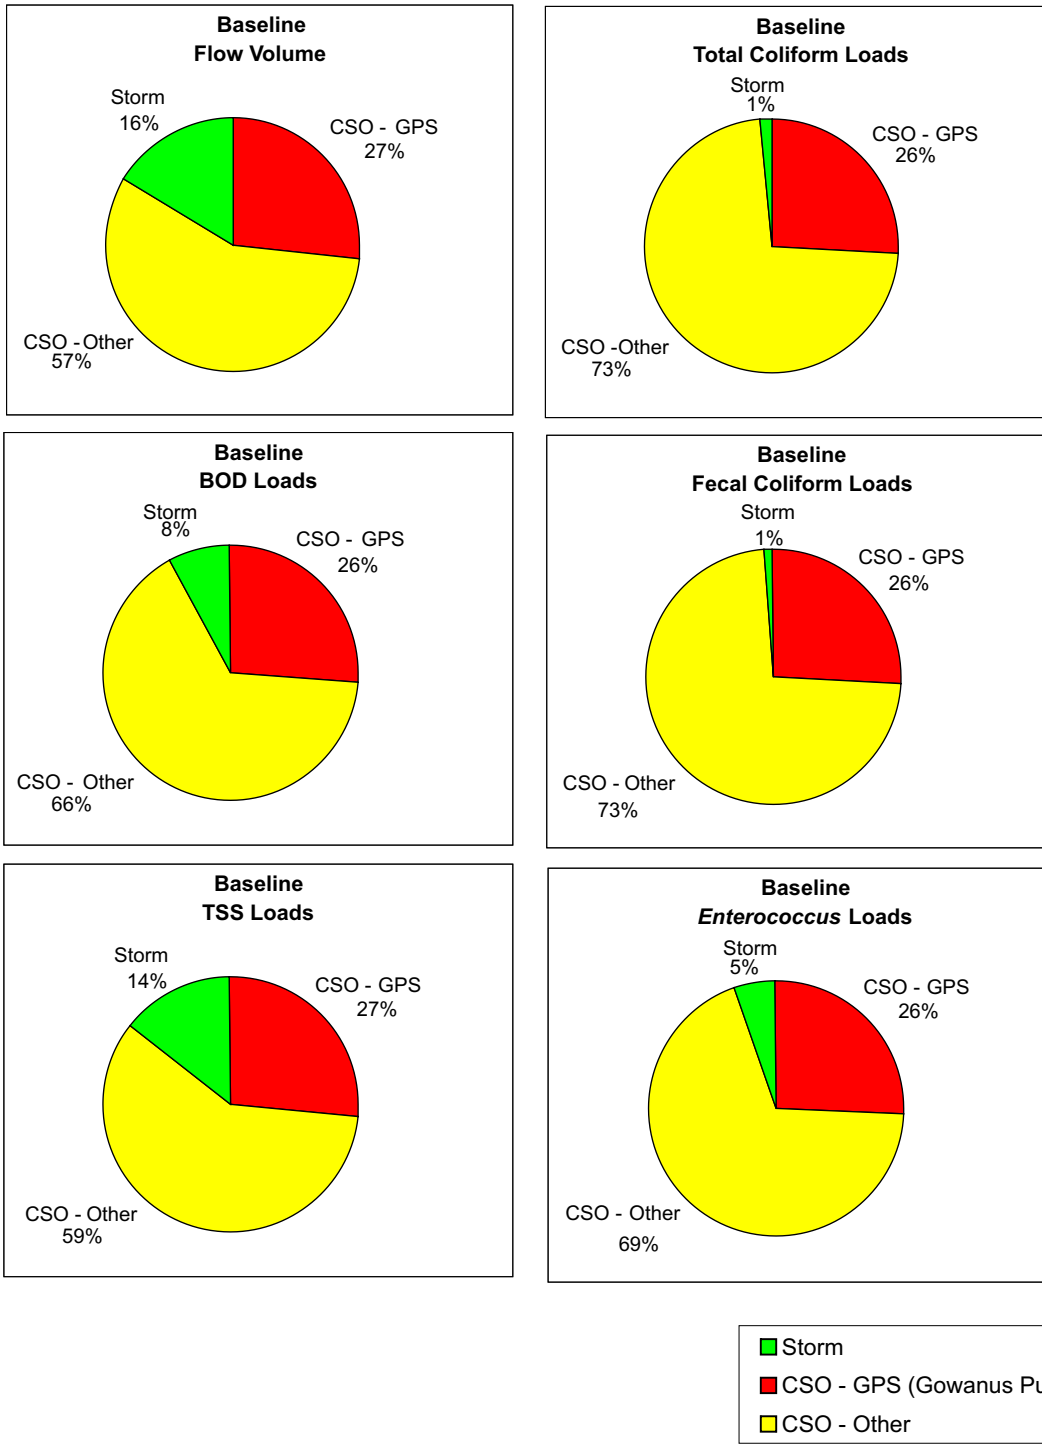 Baseline
Flow Volume
Storm
16%
CSO - GPS
27%
CSO - Other
57%
Baseline
Total Coliform Loads
Storm
1%
CSO - GPS
26%
CSO - Other
73%
Baseline
BOD Loads
Storm
8%
CSO - GPS
26%
CSO - Other
66%
Baseline
Fecal Coliform Loads
Storm
1%
CSO - GPS
26%
CSO - Other
73%
Baseline
TSS Loads
Storm
14%
CSO - GPS
27%
CSO - Other
59%
Baseline
Enterococcus Loads
Storm
5%
CSO - GPS
26%
CSO - Other
69%
Storm
CSO - GPS (Gowanus Pu
CSO - Other